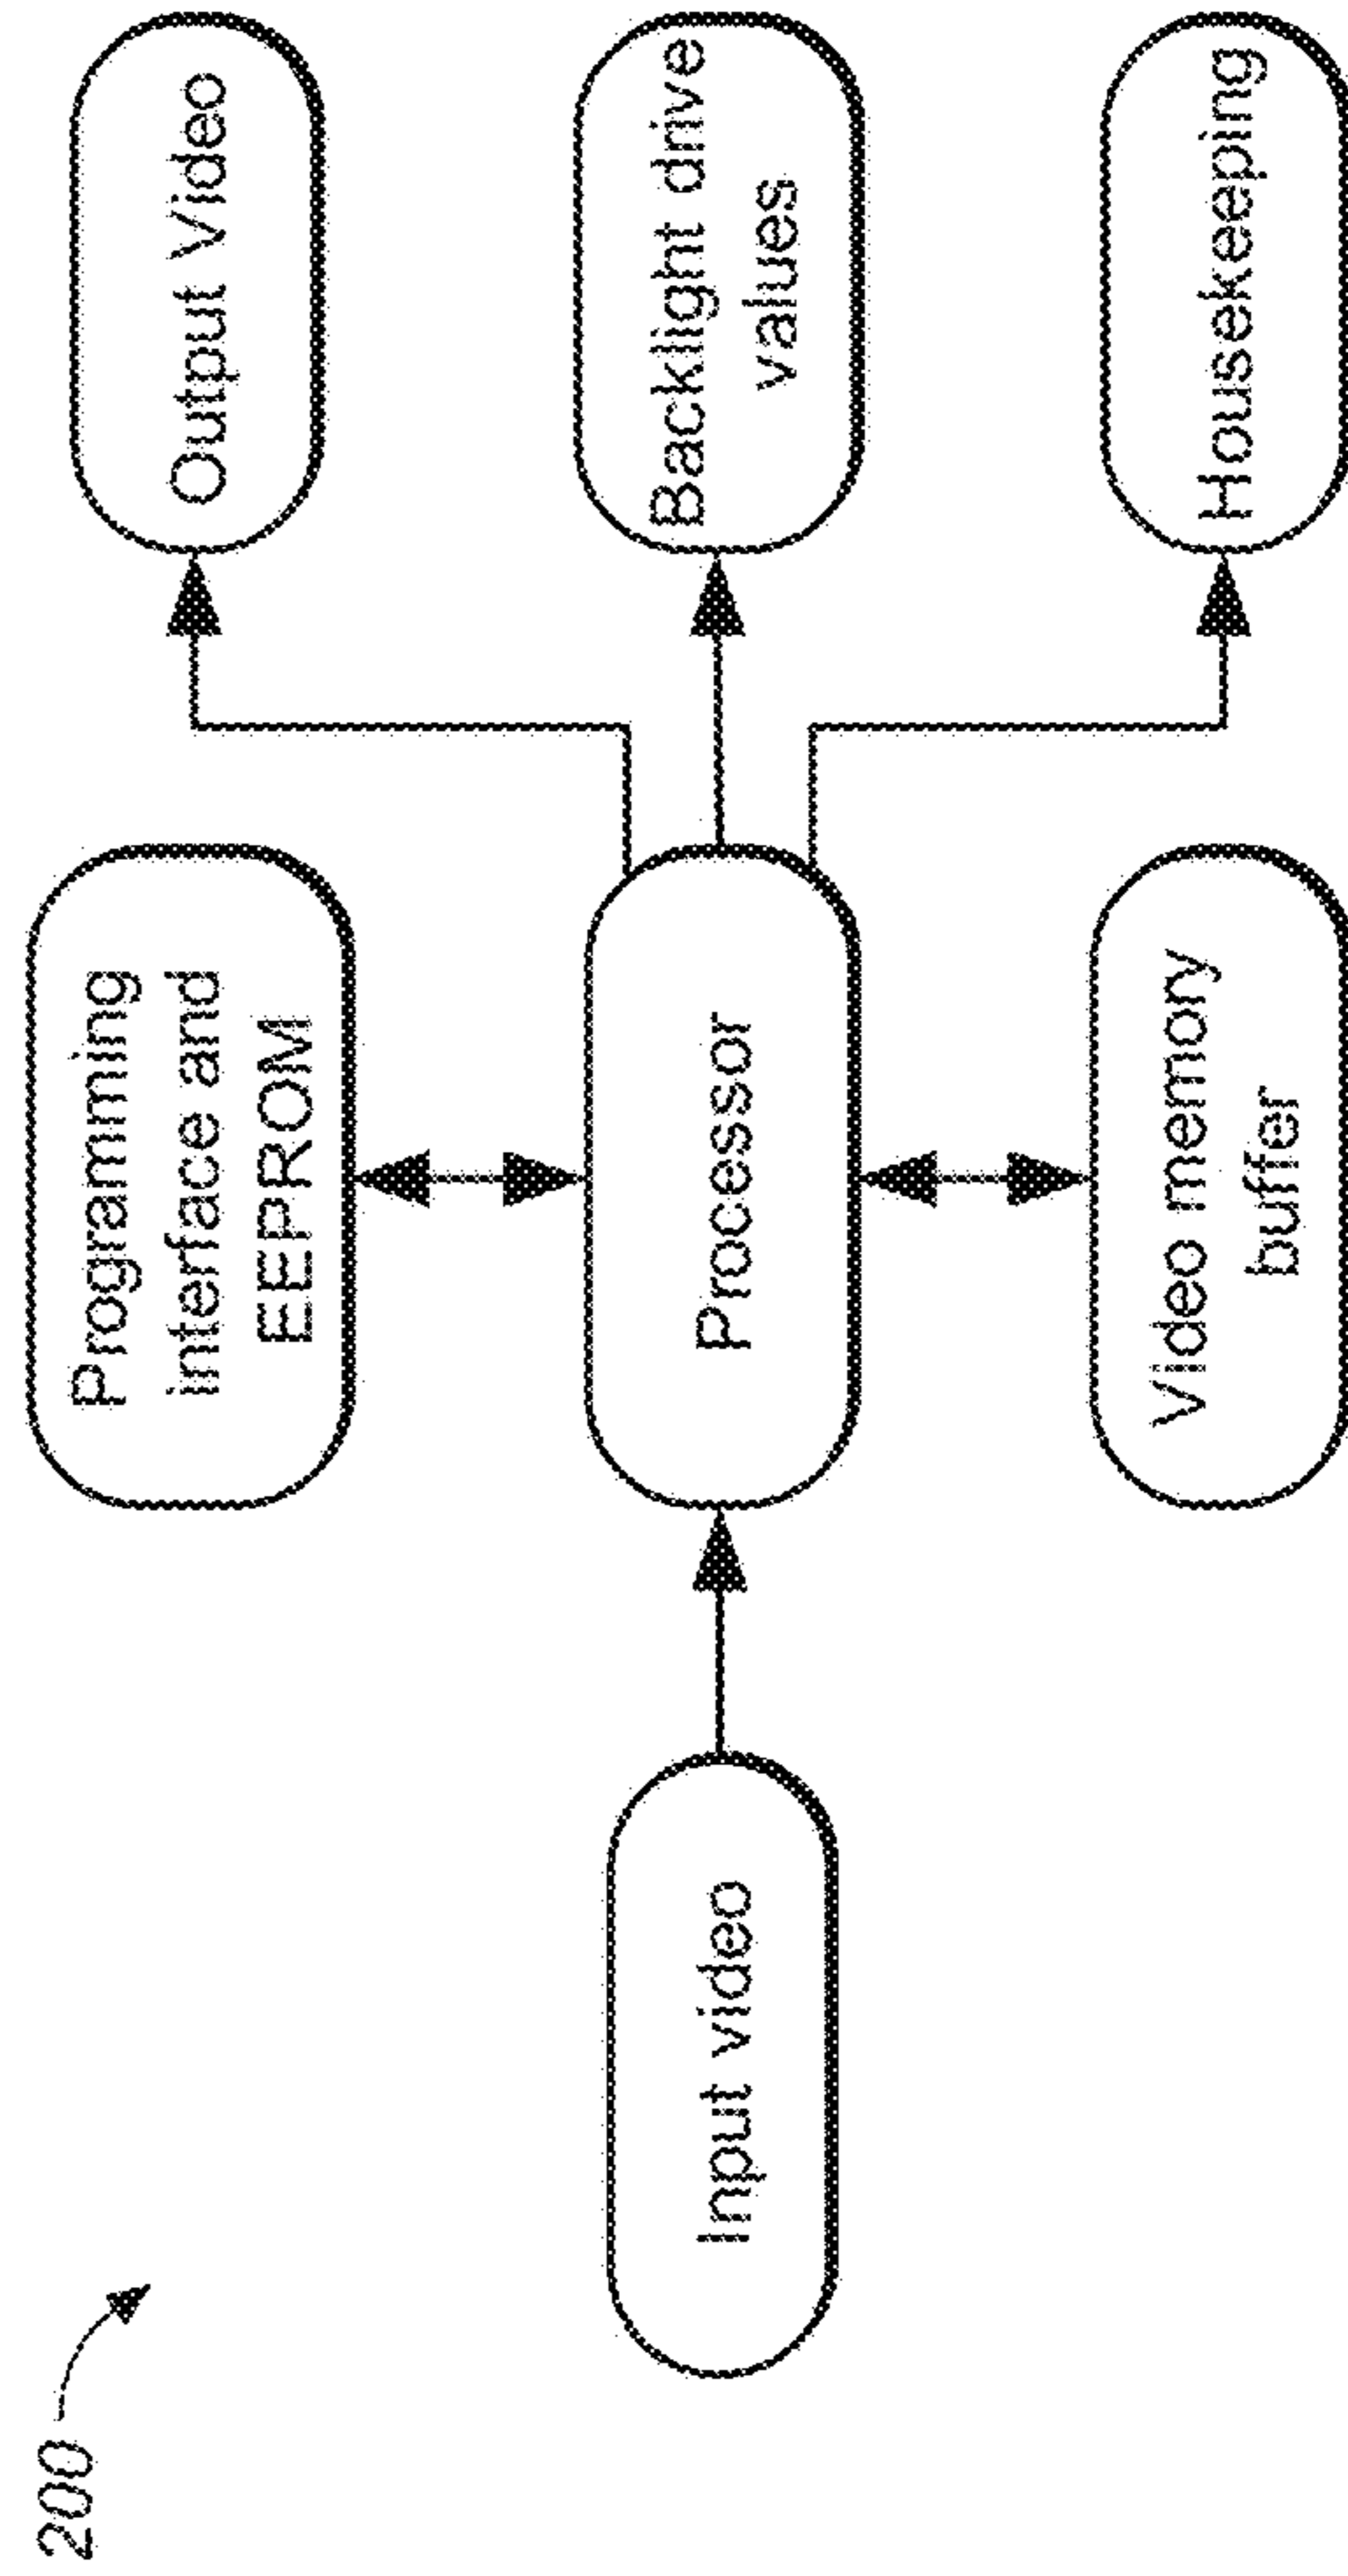 Programming
interface and
EEPROM
Output Video
Input video
Processor
Backlight drive
values
Video memory
buffer
Housekeeping
200